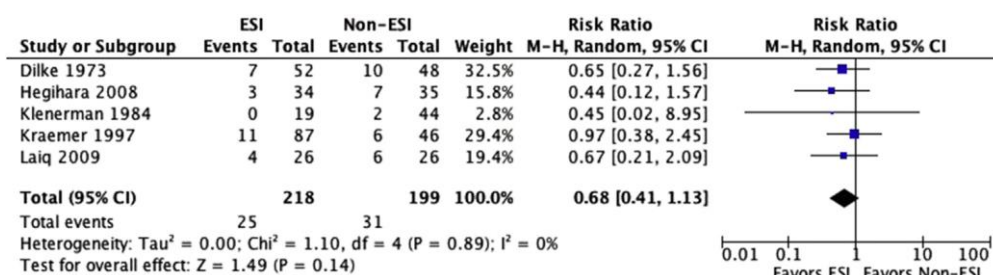 ESI Non-ESI Risk Ratio Risk Ratio
Study or Subgroup Events Total Events Total Weight M-H, Random, 95% CI M-H, Random, 95% CI
Dilke 1973 7 52 10 48 32.5% 0.65 [0.27, 1.56]
Hegihara 2008 3 34 7 35 15.8% 0.44 [0.12, 1.57]
Klenerman 1984 0 19 2 44 2.8% 0.45 [0.02, 8.95]
Kraemer 1997 11 87 6 46 29.4% 0.97 [0.38, 2.45]
Laiq 2009 4 26 6 26 19.4% 0.67 [0.21, 2.09]
Total (95% CI) 218 199 100.0% 0.68 [0.41, 1.13]
Total events 25 31
Heterogeneity: Tau² = 0.00; Chi² = 1.10, df = 4 (P = 0.89); I² = 0%
Test for overall effect: Z = 1.49 (P = 0.14)
0.01 0.1 1 10 100
Favors ESI Favors Non-ESI